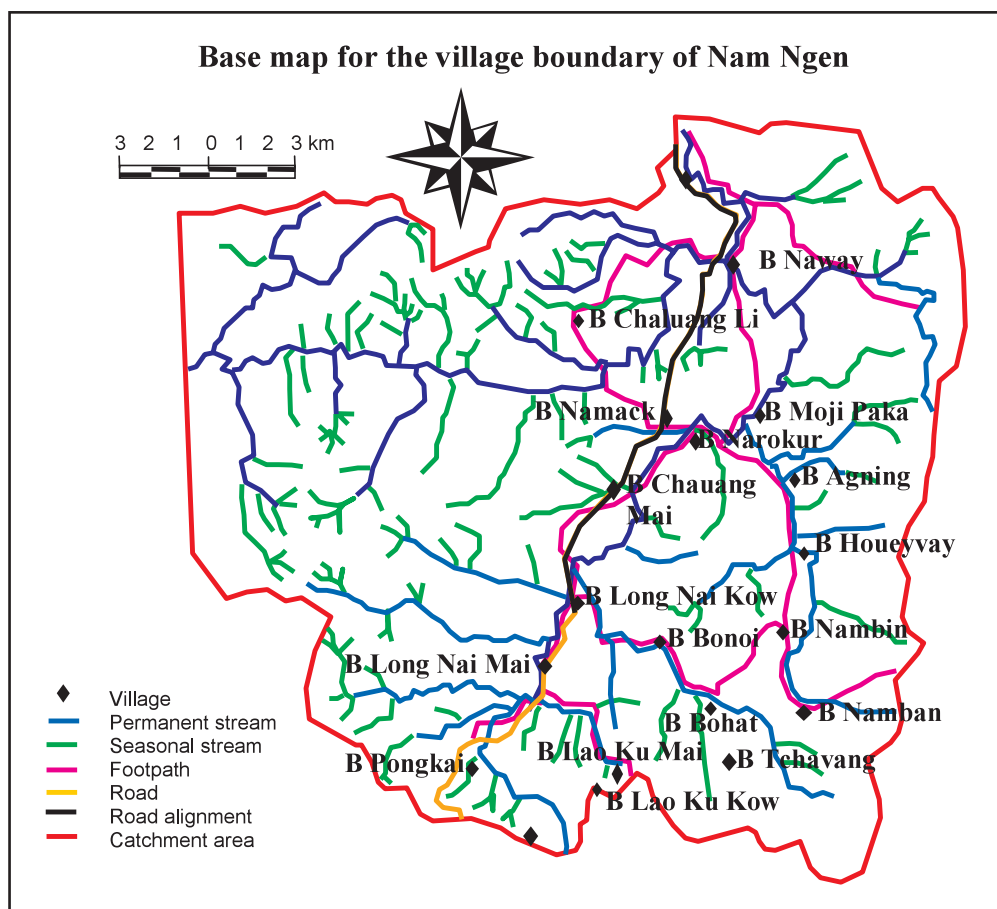 Base map for the village boundary of Nam Ngen
3 2 1 0 1 2 3 km
B Naway
B Chaluang Li
B Namack
B Moji Paka
B Narokur
B Agning
B Chauang
Mai
B Houeyvay
B Long Nai Kow
B Nambin
B Bonoi
B Long Nai Mai
B Namban
B Bohat
B Lao Ku Mai
B Tchavang
B Pongkai
B Lao Ku Kow
Village
Permanent stream
Seasonal stream
Footpath
Road
Road alignment
Catchment area